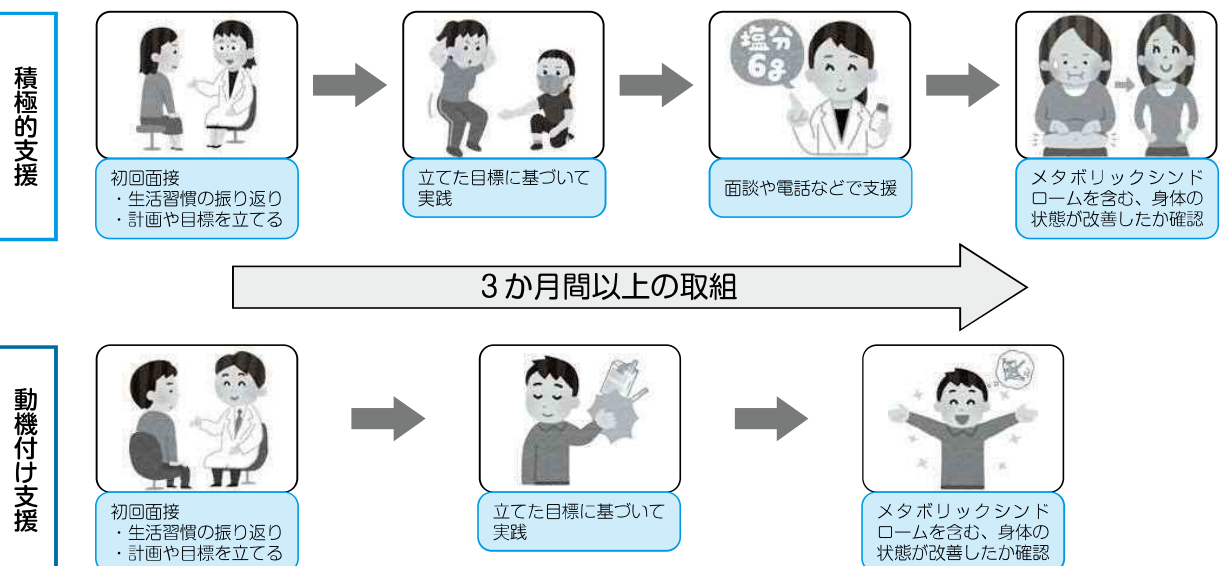 積極的支援
塩分
6g
初回面接
・生活習慣の振り返り
・計画や目標を立てる
立てた目標に基づいて
実践
面談や電話などで支援
メタボリックシンド
ロームを含む、身体の
状態が改善したか確認
3か月間以上の取組
動機付け支援
初回面接
・生活習慣の振り返り
・計画や目標を立てる
立てた目標に基づいて
実践
メタボリックシンド
ロームを含む、身体の
状態が改善したか確認